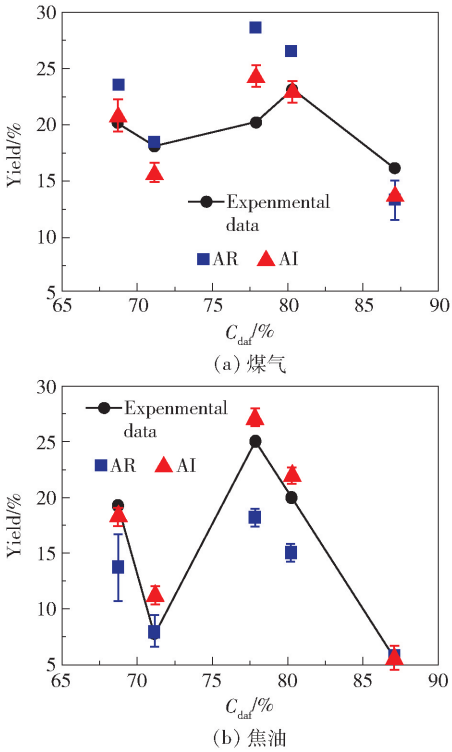 30
25
20
15
10
5
Yield/%
Expenmental
data
AR AI
65 70 75 80 85 90
Cdaf/%
(a) 煤气
30
25
20
15
10
5
Yield/%
Expenmental
data
AR AI
65 70 75 80 85 90
Cdaf/%
(b) 焦油